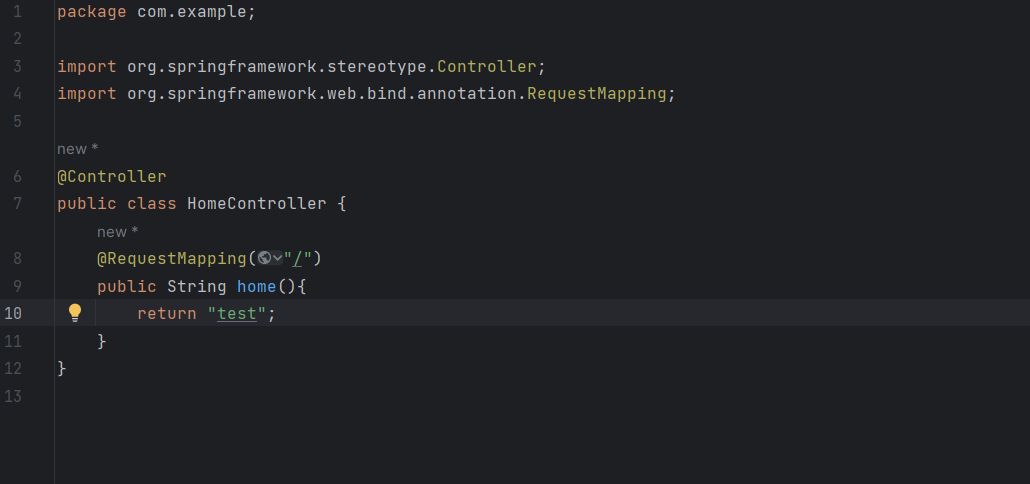 1 package com.example;
2
3 import org.springframework.stereotype.Controller;
4 import org.springframework.web.bind.annotation.RequestMapping;
5
new *
6 @Controller
7 public class HomeController {
new *
8 @RequestMapping("/")
9 public String home(){
10 return "test";
11 }
12 }
13